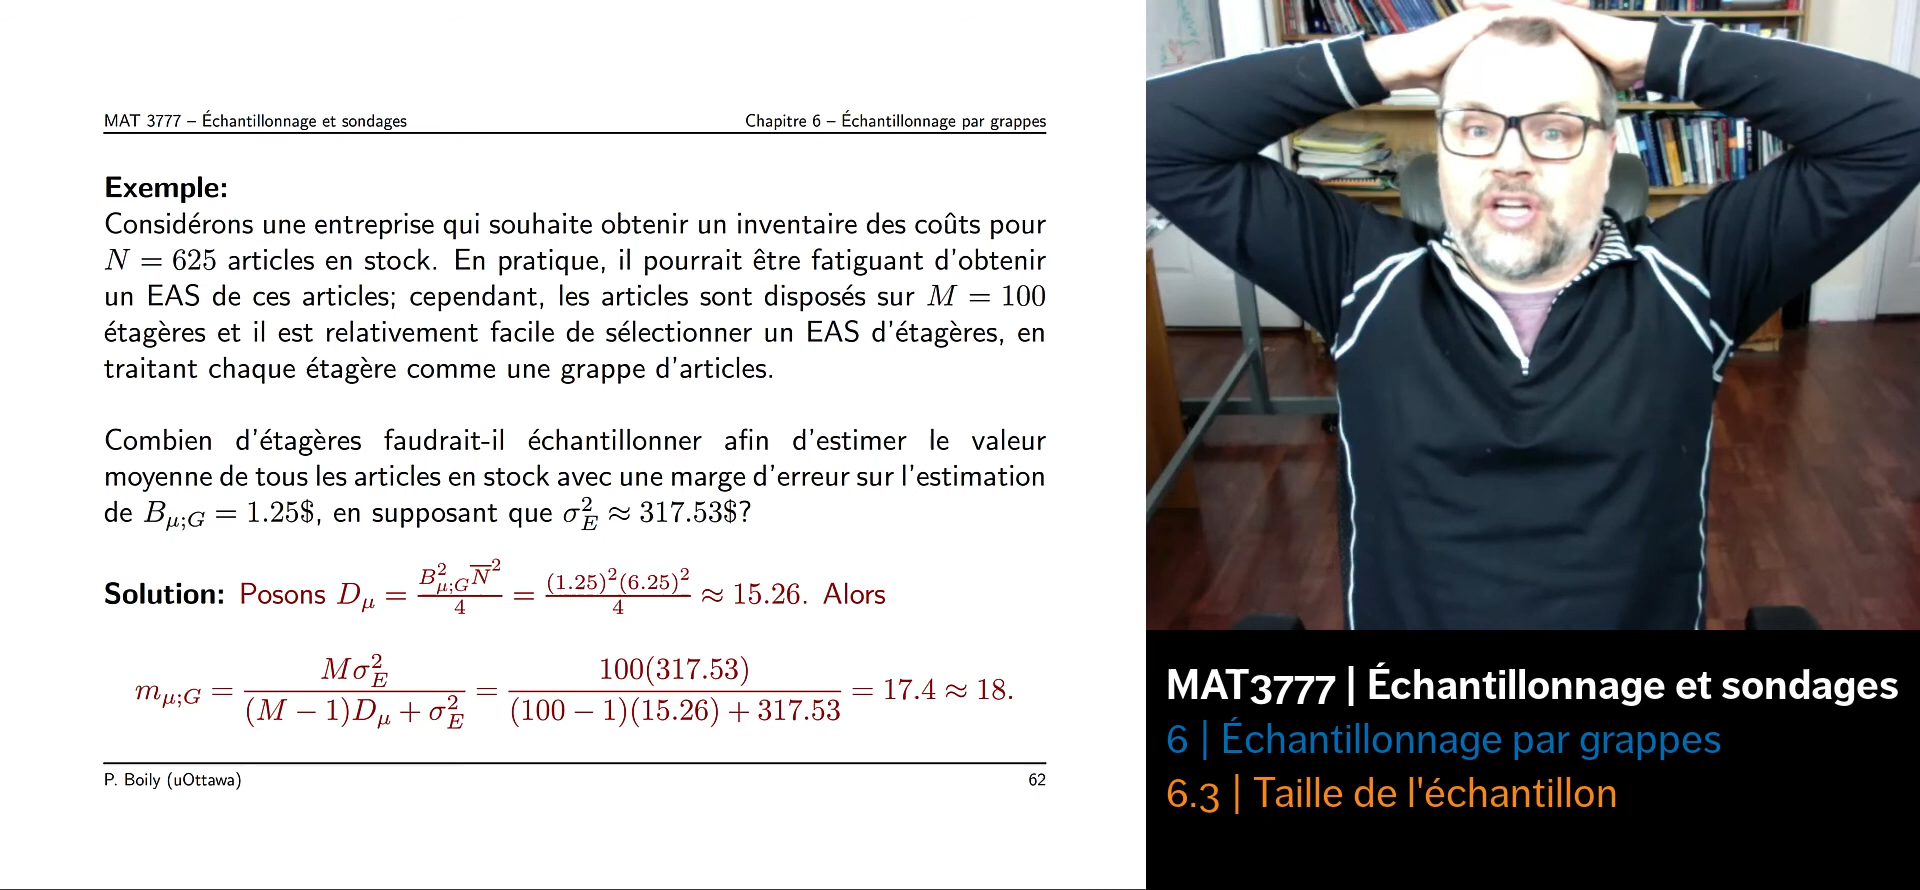 MAT 3777 – Échantillonnage et sondages
Chapitre 6 – Échantillonnage par grappes
Exemple:
Considérons une entreprise qui souhaite obtenir un inventaire des coûts pour
N = 625 articles en stock. En pratique, il pourrait être fatiguant d'obtenir
un EAS de ces articles; cependant, les articles sont disposés sur M = 100
étagères et il est relativement facile de sélectionner un EAS d'étagères, en
traitant chaque étagère comme une grappe d'articles.
Combien d'étagères faudrait-il échantillonner afin d'estimer le valeur
moyenne de tous les articles en stock avec une marge d'erreur sur l'estimation
de B_{μ;G} = 1.25$, en supposant que σ_E^2 ≈ 317.53$?
Solution: Posons D_μ = \frac{B_{μ;G}^2 \overline{N}^2}{4} = \frac{(1.25)^2(6.25)^2}{4} ≈ 15.26. Alors
m_{μ;G} = \frac{Mσ_E^2}{(M − 1)D_μ + σ_E^2} = \frac{100(317.53)}{(100 − 1)(15.26) + 317.53} = 17.4 ≈ 18.
P. Boily (uOttawa)
62
MAT3777 | Échantillonnage et sondages
6 | Échantillonnage par grappes
6.3 | Taille de l'échantillon